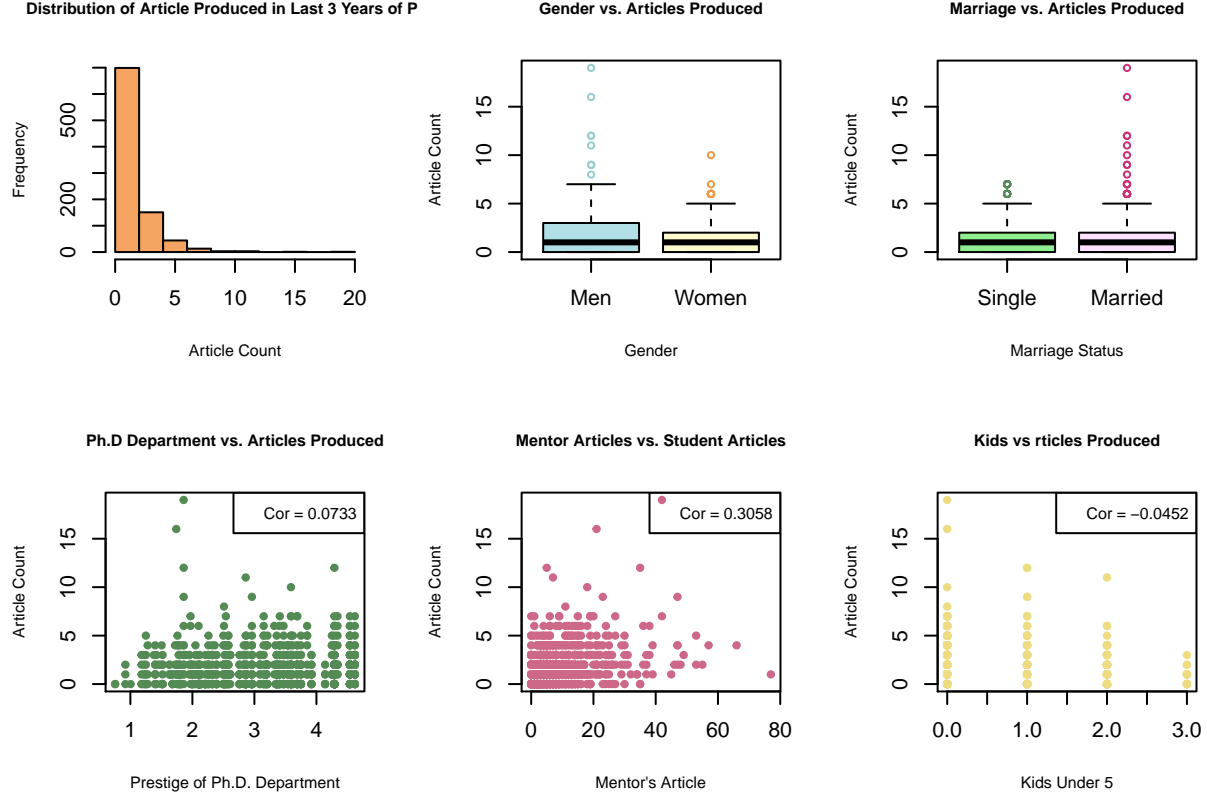 Distribution of Article Produced in Last 3 Years of P
Frequency
0 200 500
0 5 10 15 20
Article Count
Gender vs. Articles Produced
Article Count
0 5 10 15
Men Women
Gender
Marriage vs. Articles Produced
Article Count
0 5 10 15
Single Married
Marriage Status
Ph.D Department vs. Articles Produced
Cor = 0.0733
Article Count
0 5 10 15
1 2 3 4
Prestige of Ph.D. Department
Mentor Articles vs. Student Articles
Cor = 0.3058
Article Count
0 5 10 15
0 20 40 60 80
Mentor's Article
Kids vs rticles Produced
Cor = −0.0452
Article Count
0 5 10 15
0.0 1.0 2.0 3.0
Kids Under 5